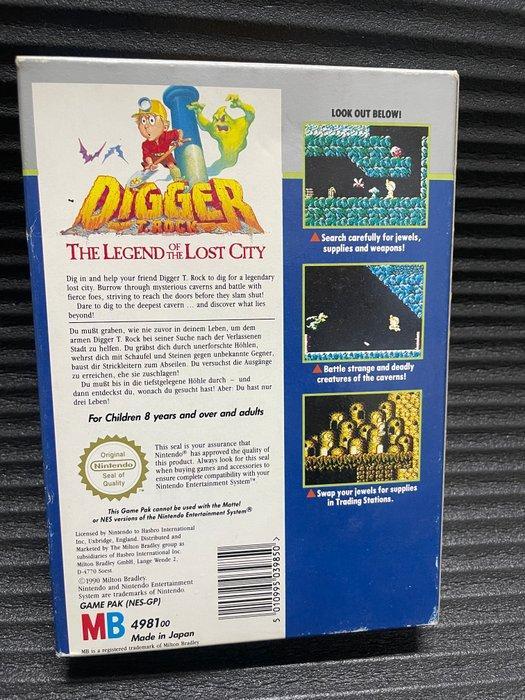 DIGGER
T. ROCK
THE LEGEND OF THE LOST CITY
Dig in and help your friend Digger T. Rock to dig for a legendary
lost city. Burrow through mysterious caverns and battle with
fierce foes, striving to reach the doors before they slam shut!
Dare to dig to the deepest cavern ... and discover what lies
beyond!
Du mußt graben, wie nie zuvor in deinem Leben, um dem
armen Digger T. Rock bei seiner Suche nach der Verlassenen
Stadt zu helfen. Du gräbst dich durch unerforschte Höhlen,
wehrst dich mit Schaufel und Steinen gegen unbekannte Gegner,
baust dir Strickleitern zum Abseilen. Du versuchst die Ausgänge
zu erreichen, ehe sie zuschlagen!
Du mußt bis in die tiefstgelegene Höhle durch – und
dann entdeckst du, wonach du gesucht hast! Aber: Du hast nur
drei Leben!
For Children 8 years and over and adults
Original
Nintendo
Seal of
Quality
This seal is your assurance that
Nintendo® has approved the quality of
this product. Always look for this seal
when buying games and accessories to
ensure complete compatibility with your
Nintendo Entertainment System™
This Game Pak cannot be used with the Mattel
or NES versions of the Nintendo Entertainment System®
Licensed by Nintendo to Hasbro International
Inc, Uxbridge, England. Distributed and
Marketed by The Milton Bradley group as
subsidiaries of Hasbro International Inc.
Milton Bradley GmbH, Lange Wende 2,
D-4770 Soest
©1990 Milton Bradley.
Nintendo and Nintendo Entertainment
System are trademarks of Nintendo.
GAME PAK (NES-GP)
MB 498100
Made in Japan
MB is a registered trademark of Milton Bradley
5 010995 039850 >
LOOK OUT BELOW!
▲ Search carefully for jewels,
supplies and weapons!
▲ Battle strange and deadly
creatures of the caverns!
▲ Swap your jewels for supplies
in Trading Stations.